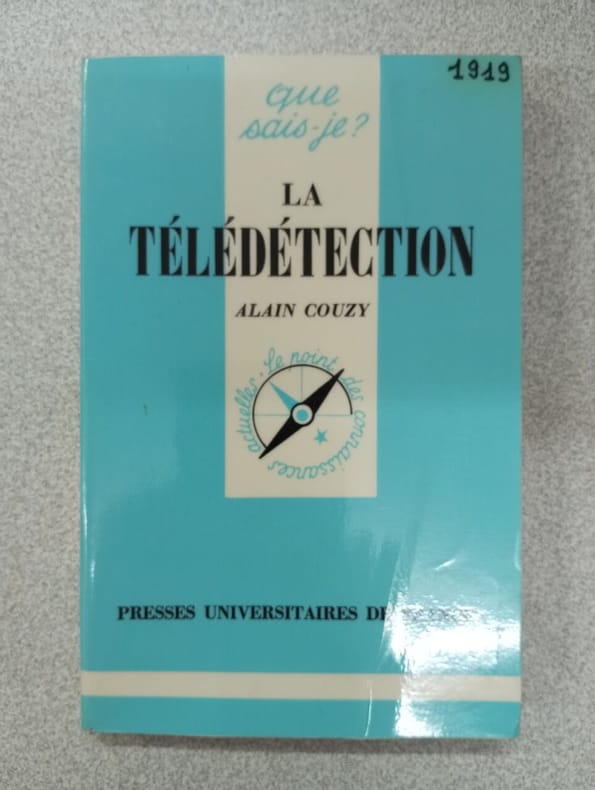 1919
que
sais-je?
LA
TÉLÉDÉTECTION
ALAIN COUZY
Le point des connaissances actuelles.
PRESSES UNIVERSITAIRES DE